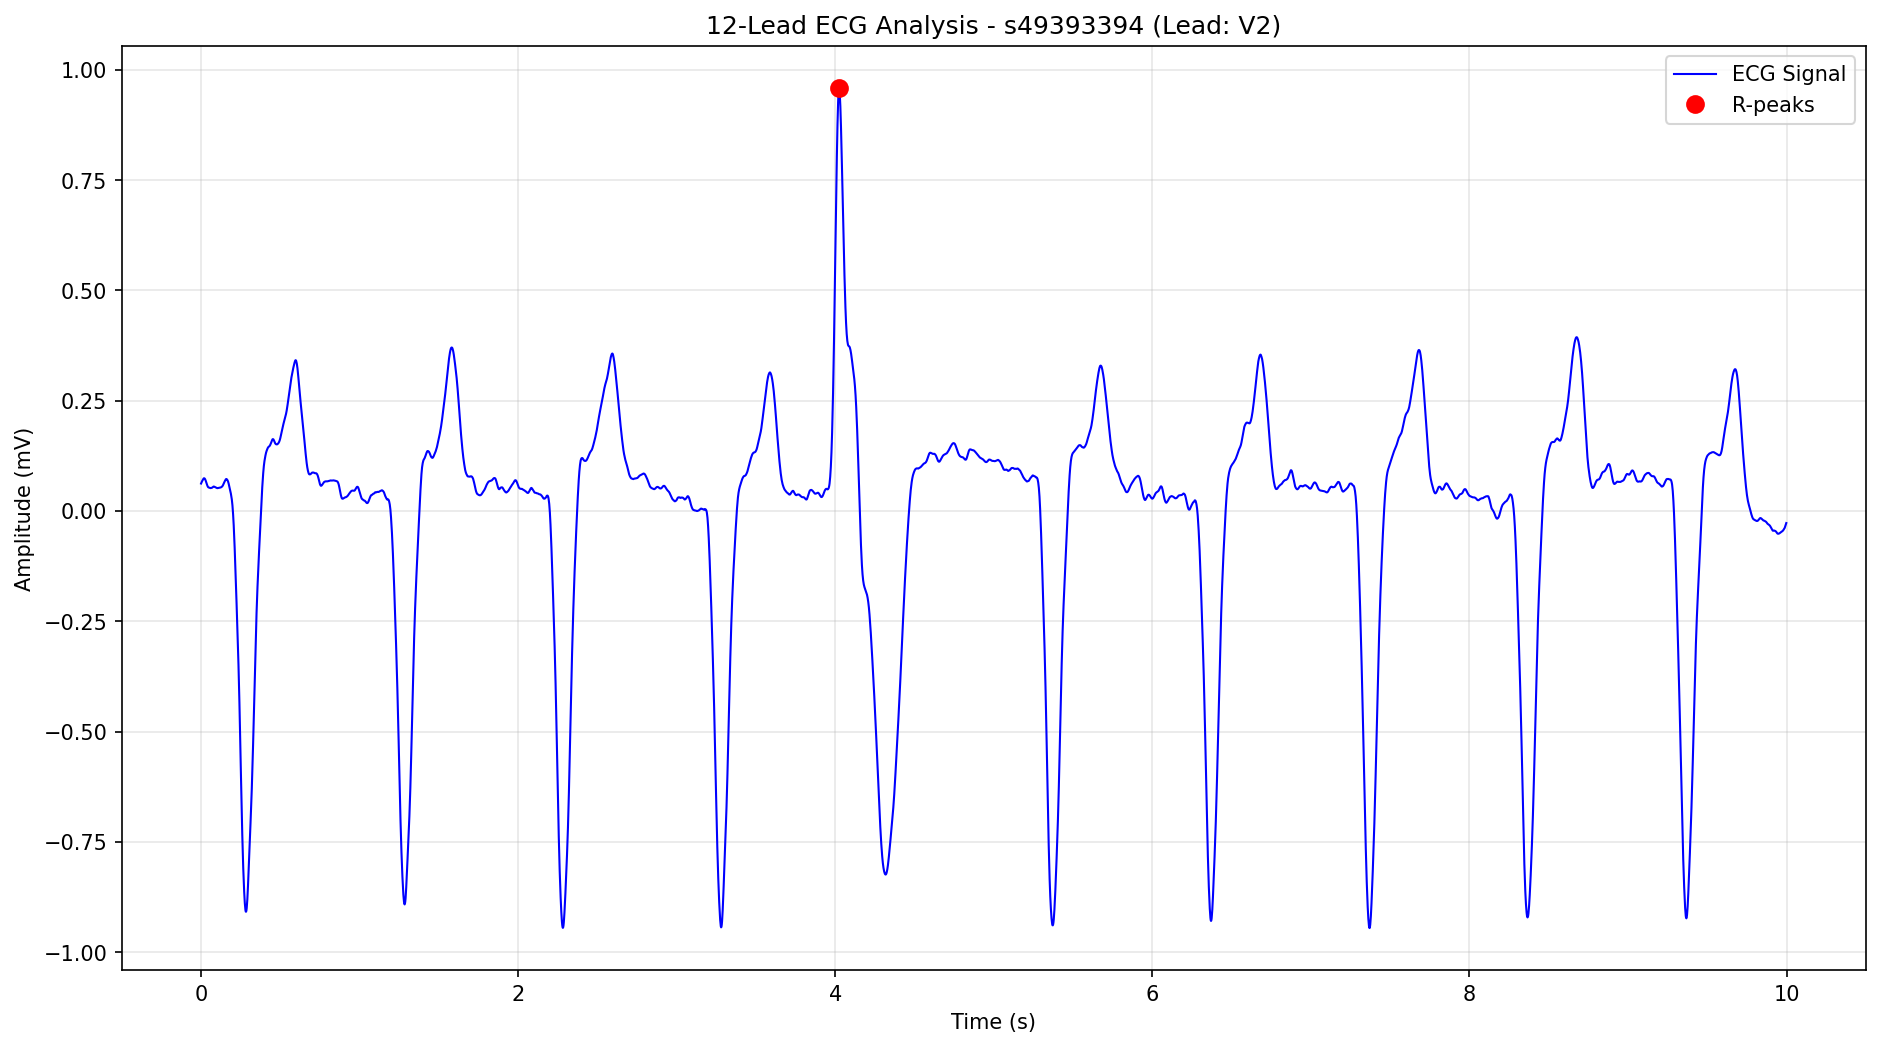 12-Lead ECG Analysis - s49393394 (Lead: V2)
ECG Signal
R-peaks
1.00
0.75
0.50
0.25
0.00
−0.25
−0.50
−0.75
−1.00
Amplitude (mV)
0 2 4 6 8 10
Time (s)